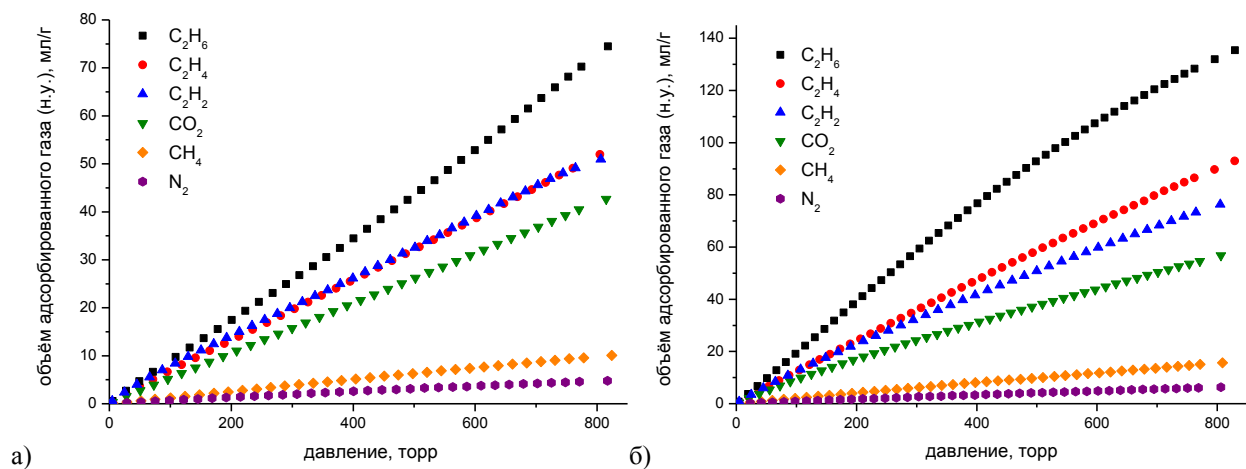 80
70
60
50
40
30
20
10
0
объём адсорбированного газа (н.у.), мл/г
C₂H₆
C₂H₄
C₂H₂
CO₂
CH₄
N₂
0 200 400 600 800
давление, торр
а)
140
120
100
80
60
40
20
0
объём адсорбированного газа (н.у.), мл/г
C₂H₆
C₂H₄
C₂H₂
CO₂
CH₄
N₂
0 200 400 600 800
давление, торр
б)